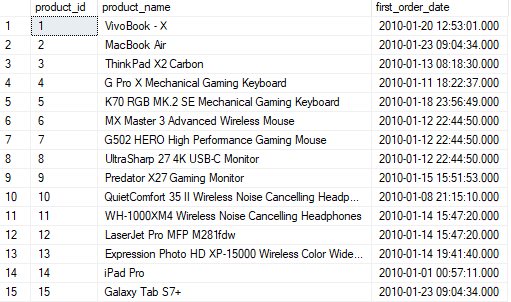 product_id product_name first_order_date
1 1 VivoBook - X 2010-01-20 12:53:01.000
2 2 MacBook Air 2010-01-23 09:04:34.000
3 3 ThinkPad X2 Carbon 2010-01-13 08:18:30.000
4 4 G Pro X Mechanical Gaming Keyboard 2010-01-11 18:22:37.000
5 5 K70 RGB MK.2 SE Mechanical Gaming Keyboard 2010-01-18 23:56:49.000
6 6 MX Master 3 Advanced Wireless Mouse 2010-01-12 22:44:50.000
7 7 G502 HERO High Performance Gaming Mouse 2010-01-12 22:44:50.000
8 8 UltraSharp 27 4K USB-C Monitor 2010-01-12 22:44:50.000
9 9 Predator X27 Gaming Monitor 2010-01-15 15:51:53.000
10 10 QuietComfort 35 II Wireless Noise Cancelling Headp... 2010-01-08 21:15:10.000
11 11 WH-1000XM4 Wireless Noise Cancelling Headphones 2010-01-14 15:47:20.000
12 12 LaserJet Pro MFP M281fdw 2010-01-14 15:47:20.000
13 13 Expression Photo HD XP-15000 Wireless Color Wide... 2010-01-14 19:41:40.000
14 14 iPad Pro 2010-01-01 00:57:11.000
15 15 Galaxy Tab S7+ 2010-01-23 09:04:34.000